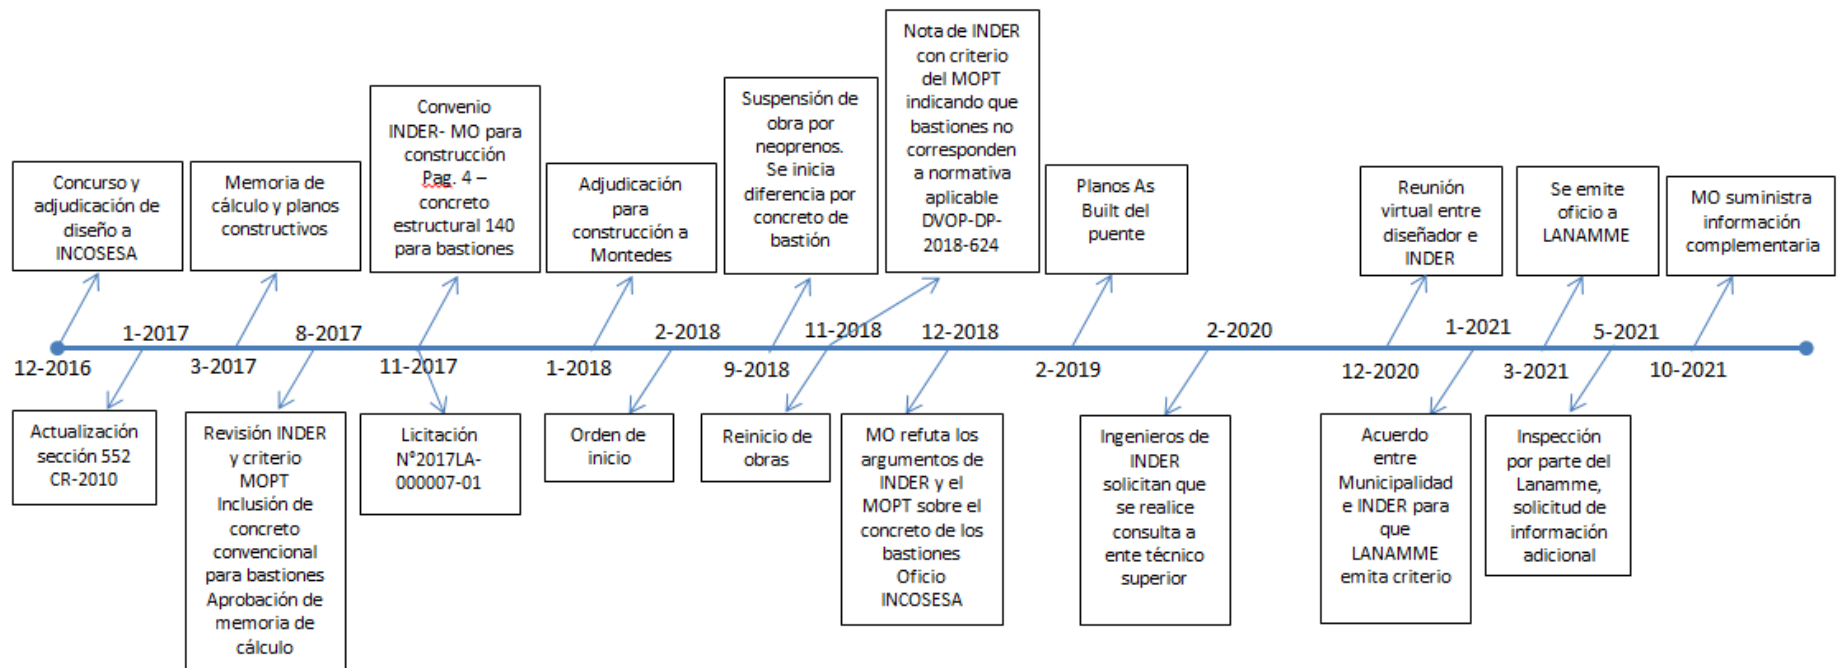 Concurso y
adjudicación de
diseño a
INCOSESA
Memoria de
cálculo y planos
constructivos
Convenio
INDER- MO para
construcción
Pag. 4 –
concreto
estructural 140
para bastiones
Adjudicación
para
construcción a
Montedes
Suspensión de
obra por
neoprenos.
Se inicia
diferencia por
concreto de
bastión
Nota de INDER
con criterio
del MOPT
indicando que
bastiones no
corresponden
a normativa
aplicable
DVOP-DP-
2018-624
Planos As
Built del
puente
Reunión
virtual entre
diseñador e
INDER
Se emite
oficio a
LANAMME
MO suministra
información
complementaria
12-2016
1-2017
3-2017
8-2017
11-2017
1-2018
2-2018
9-2018
11-2018
12-2018
2-2019
2-2020
12-2020
1-2021
3-2021
5-2021
10-2021
Actualización
sección 552
CR-2010
Revisión INDER
y criterio
MOPT
Inclusión de
concreto
convencional
para bastiones
Aprobación de
memoria de
cálculo
Licitación
N°2017LA-
000007-01
Orden de
inicio
Reinicio de
obras
MO refuta los
argumentos de
INDER y el
MOPT sobre el
concreto de los
bastiones
Oficio
INCOSESA
Ingenieros de
INDER
solicitan que
se realice
consulta a
ente técnico
superior
Acuerdo
entre
Municipalidad
e INDER para
que
LANAMME
emita criterio
Inspección
por parte del
Lanamme,
solicitud de
información
adicional